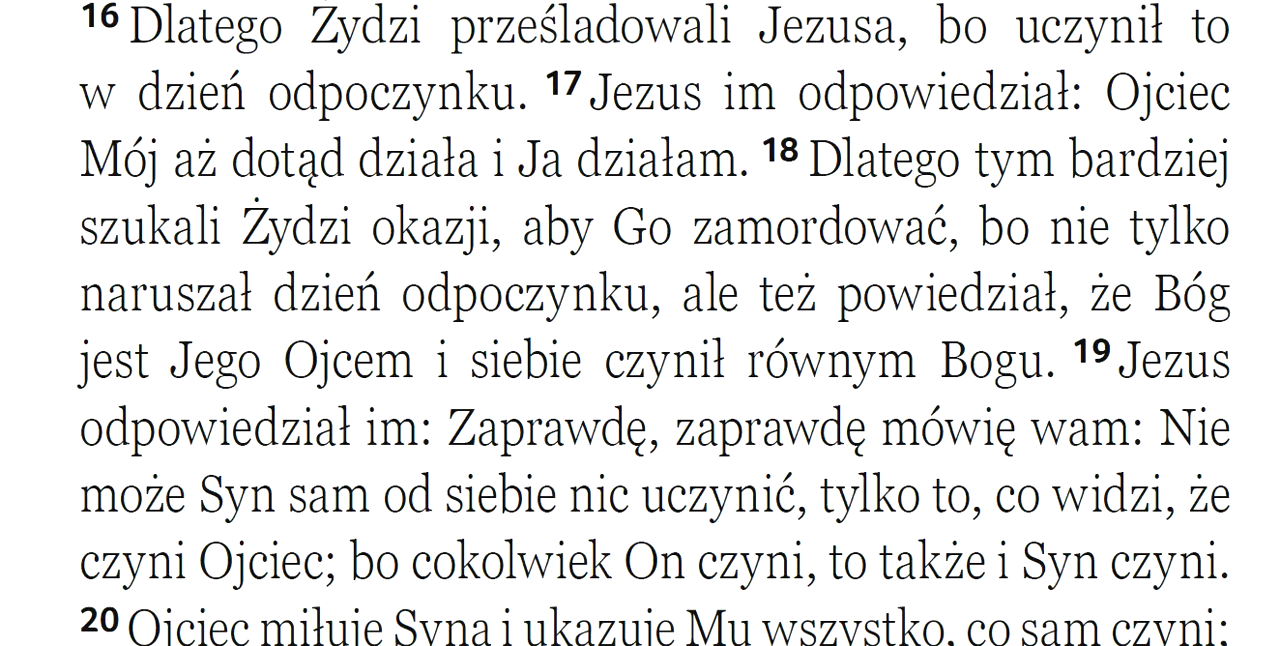 16 Dlatego Żydzi prześladowali Jezusa, bo uczynił to
w dzień odpoczynku. 17 Jezus im odpowiedział: Ojciec
Mój aż dotąd działa i Ja działam. 18 Dlatego tym bardziej
szukali Żydzi okazji, aby Go zamordować, bo nie tylko
naruszał dzień odpoczynku, ale też powiedział, że Bóg
jest Jego Ojcem i siebie czynił równym Bogu. 19 Jezus
odpowiedział im: Zaprawdę, zaprawdę mówię wam: Nie
może Syn sam od siebie nic uczynić, tylko to, co widzi, że
czyni Ojciec; bo cokolwiek On czyni, to także i Syn czyni.
20 Ojciec miłuje Syna i ukazuje Mu wszystko, co sam czyni;